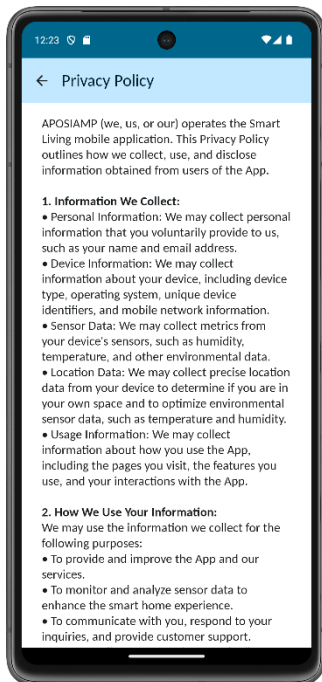 12:23
Privacy Policy
APOSIAMP (we, us, or our) operates the Smart
Living mobile application. This Privacy Policy
outlines how we collect, use, and disclose
information obtained from users of the App.
1. Information We Collect:
• Personal Information: We may collect personal
information that you voluntarily provide to us,
such as your name and email address.
• Device Information: We may collect
information about your device, including device
type, operating system, unique device
identifiers, and mobile network information.
• Sensor Data: We may collect metrics from
your device's sensors, such as humidity,
temperature, and other environmental data.
• Location Data: We may collect precise location
data from your device to determine if you are in
your own space and to optimize environmental
sensor data, such as temperature and humidity.
• Usage Information: We may collect
information about how you use the App,
including the pages you visit, the features you
use, and your interactions with the App.
2. How We Use Your Information:
We may use the information we collect for the
following purposes:
• To provide and improve the App and our
services.
• To monitor and analyze sensor data to
enhance the smart home experience.
• To communicate with you, respond to your
inquiries, and provide customer support.